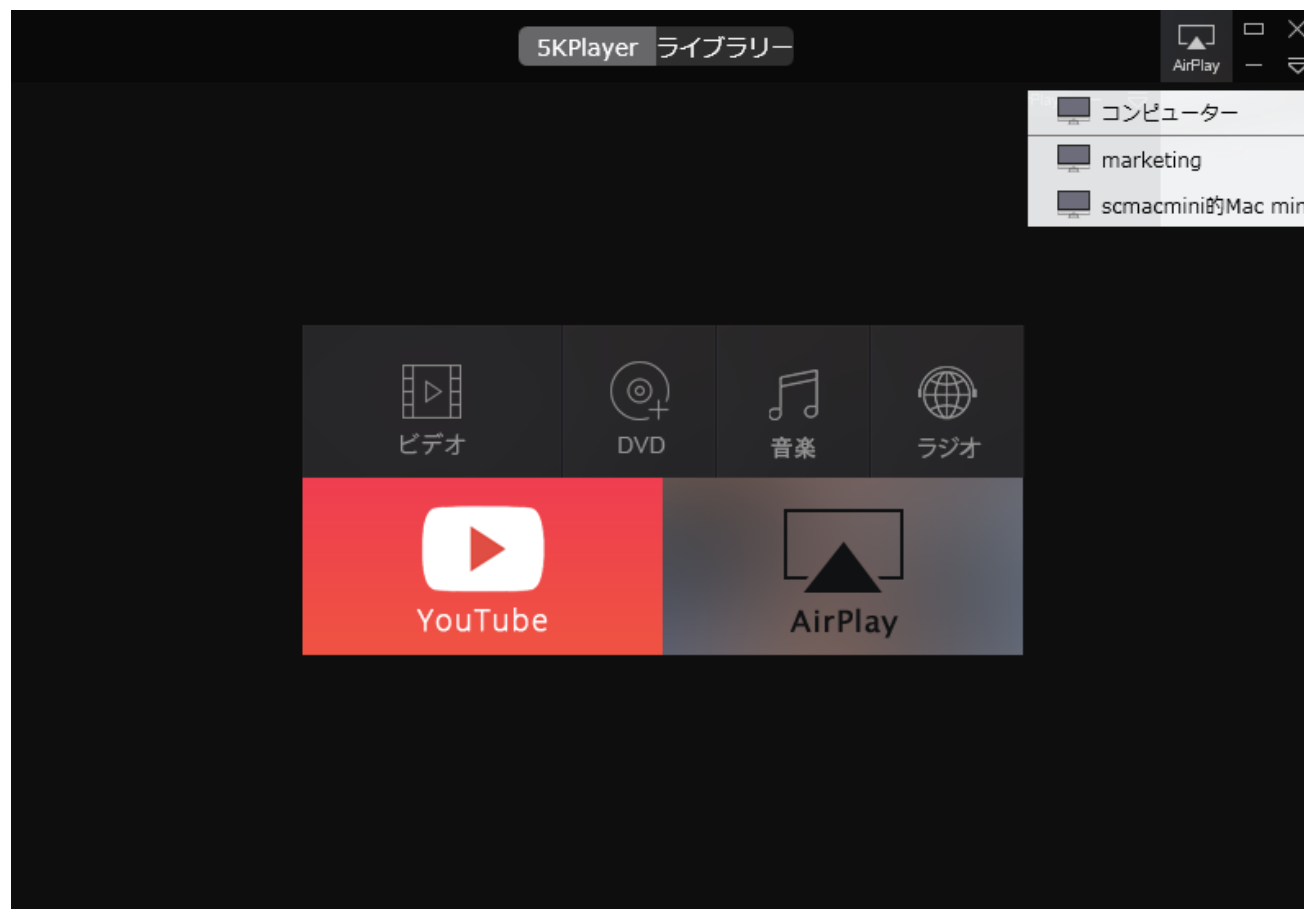 5KPlayer ライブラリー
AirPlay
コンピューター
marketing
scmacmini的Mac min
ビデオ
DVD
音楽
ラジオ
YouTube
AirPlay